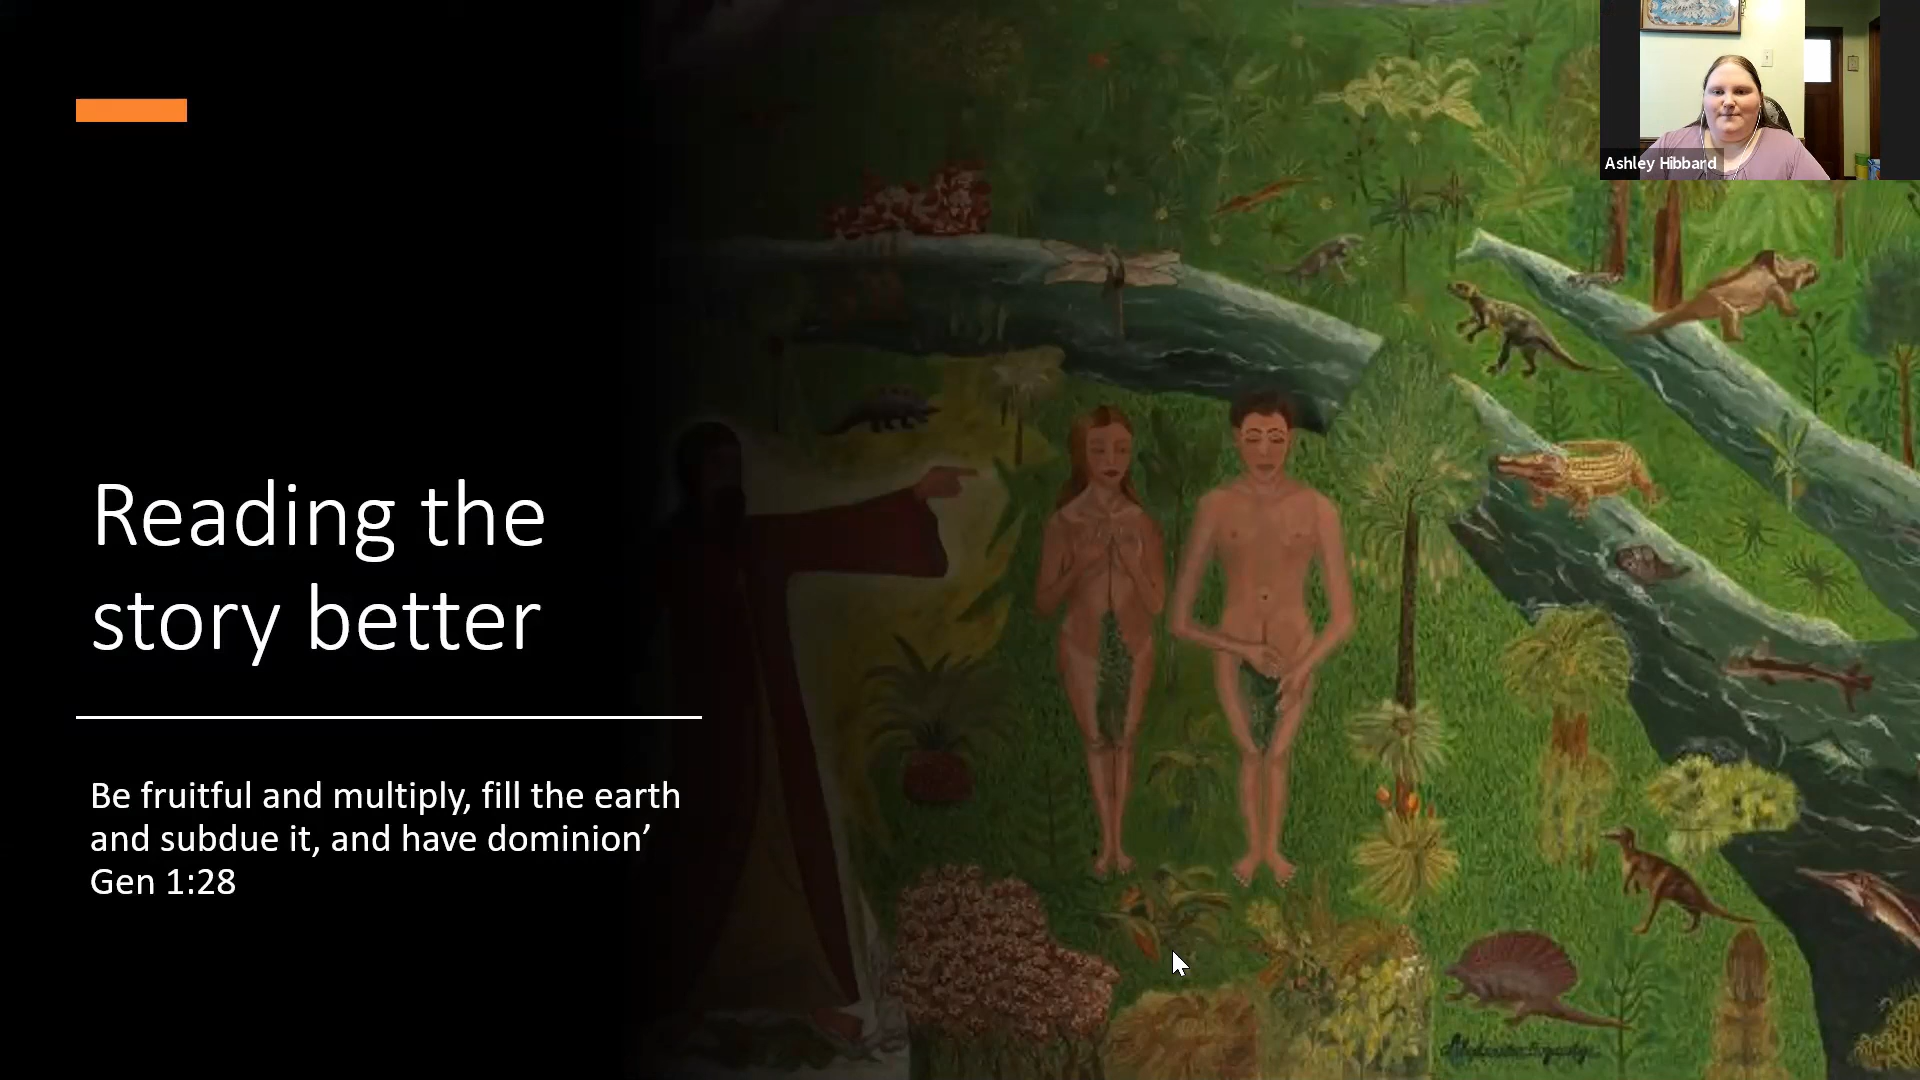 Ashley Hibbard
Reading the
story better
Be fruitful and multiply, fill the earth
and subdue it, and have dominion’
Gen 1:28